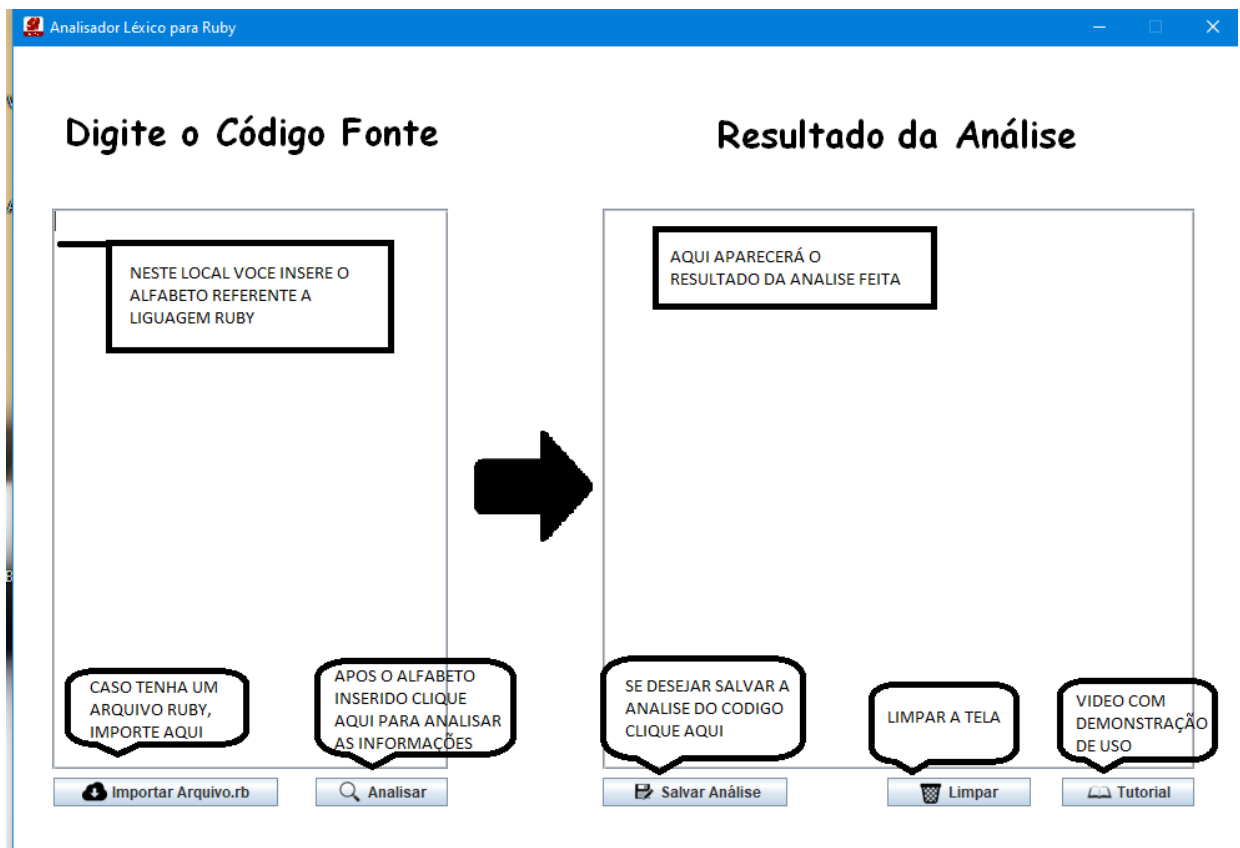 Analisador Léxico para Ruby
Digite o Código Fonte
Resultado da Análise
NESTE LOCAL VOCE INSERE O
ALFABETO REFERENTE A
LIGUAGEM RUBY
AQUI APARECERÁ O
RESULTADO DA ANALISE FEITA
CASO TENHA UM
ARQUIVO RUBY,
IMPORTE AQUI
APOS O ALFABETO
INSERIDO CLIQUE
AQUI PARA ANALISAR
AS INFORMAÇÕES
SE DESEJAR SALVAR A
ANALISE DO CODIGO
CLIQUE AQUI
LIMPAR A TELA
VIDEO COM
DEMONSTRAÇÃO
DE USO
Importar Arquivo.rb
Analisar
Salvar Análise
Limpar
Tutorial